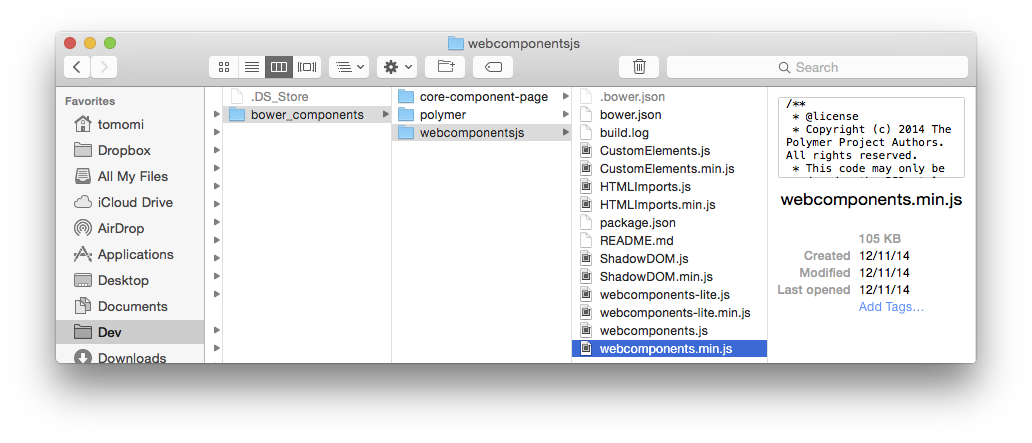 webcomponentsjs
Search
Favorites
tomomi
Dropbox
All My Files
iCloud Drive
AirDrop
Applications
Desktop
Documents
Dev
Downloads
.DS_Store
bower_components
core-component-page
polymer
webcomponentsjs
.bower.json
bower.json
build.log
CustomElements.js
CustomElements.min.js
HTMLImports.js
HTMLImports.min.js
package.json
README.md
ShadowDOM.js
ShadowDOM.min.js
webcomponents-lite.js
webcomponents-lite.min.js
webcomponents.js
webcomponents.min.js
/**
* @license
* Copyright (c) 2014 The
Polymer Project Authors.
All rights reserved.
* This code may only be
webcomponents.min.js
105 KB
Created 12/11/14
Modified 12/11/14
Last opened 12/11/14
Add Tags…